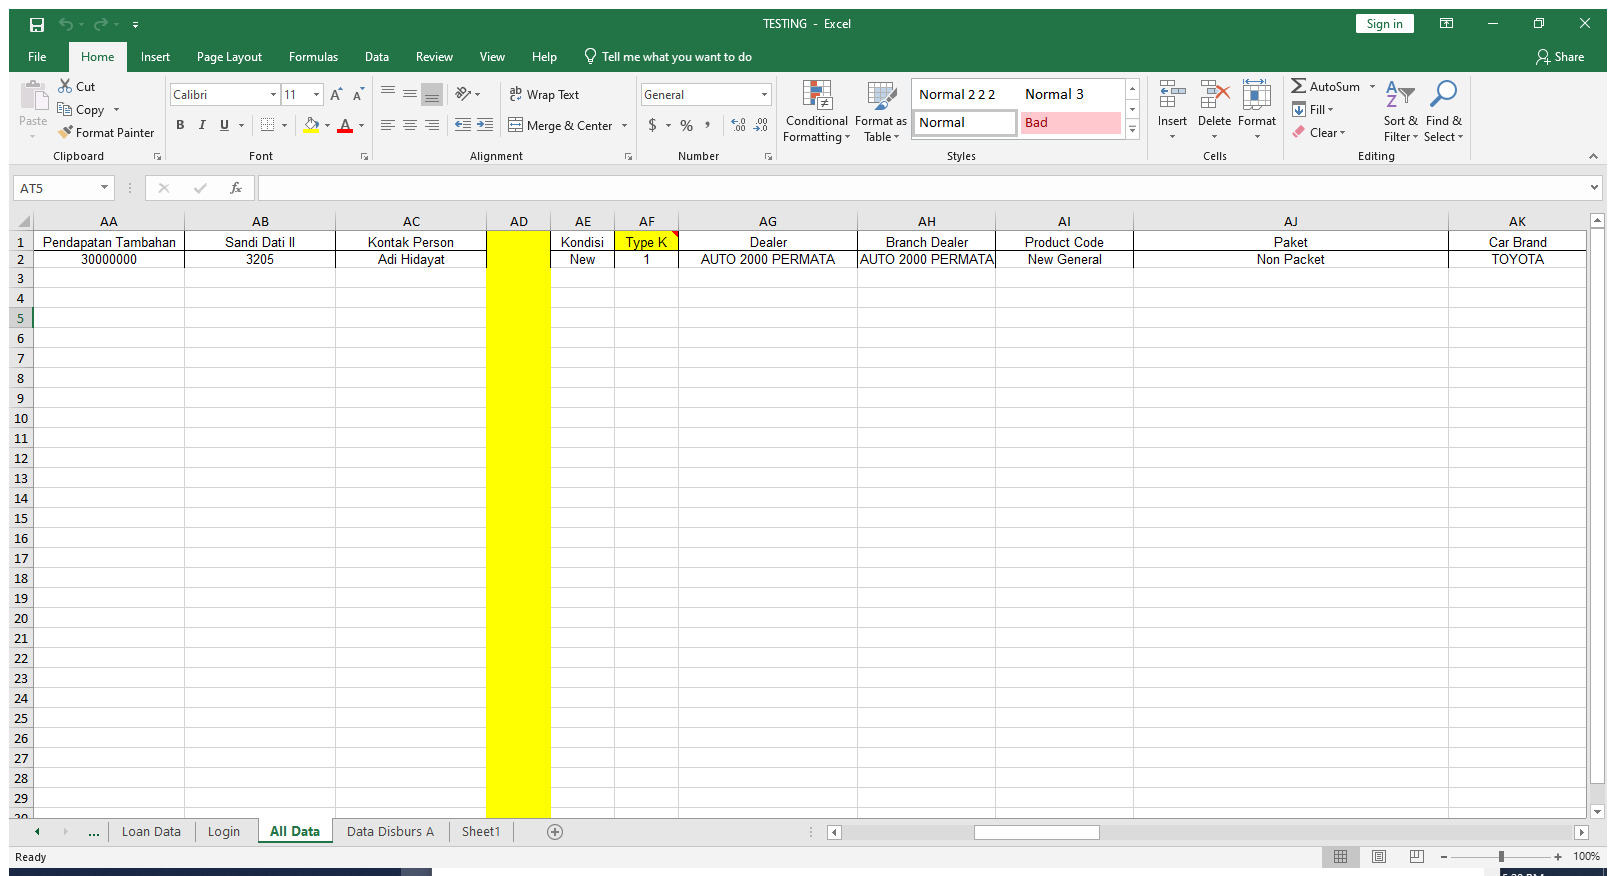 TESTING - Excel
Sign in
File Home Insert Page Layout Formulas Data Review View Help Tell me what you want to do Share
Paste
Cut
Copy
Format Painter
Clipboard
Calibri 11
B I U
Font
Wrap Text
Merge & Center
Alignment
General
$ % ,
Number
Conditional Formatting
Format as Table
Normal 2 2 2 Normal 3
Normal Bad
Styles
Insert Delete Format
Cells
AutoSum
Fill
Clear
Sort & Filter
Find & Select
Editing
AT5 fx
AA AB AC AD AE AF AG AH AI AJ AK
1 Pendapatan Tambahan Sandi Dati II Kontak Person Kondisi Type K Dealer Branch Dealer Product Code Paket Car Brand
2 30000000 3205 Adi Hidayat New 1 AUTO 2000 PERMATA AUTO 2000 PERMATA New General Non Packet TOYOTA
3
4
5
6
7
8
9
10
11
12
13
14
15
16
17
18
19
20
21
22
23
24
25
26
27
28
29
... Loan Data Login All Data Data Disburs A Sheet1
Ready
100%